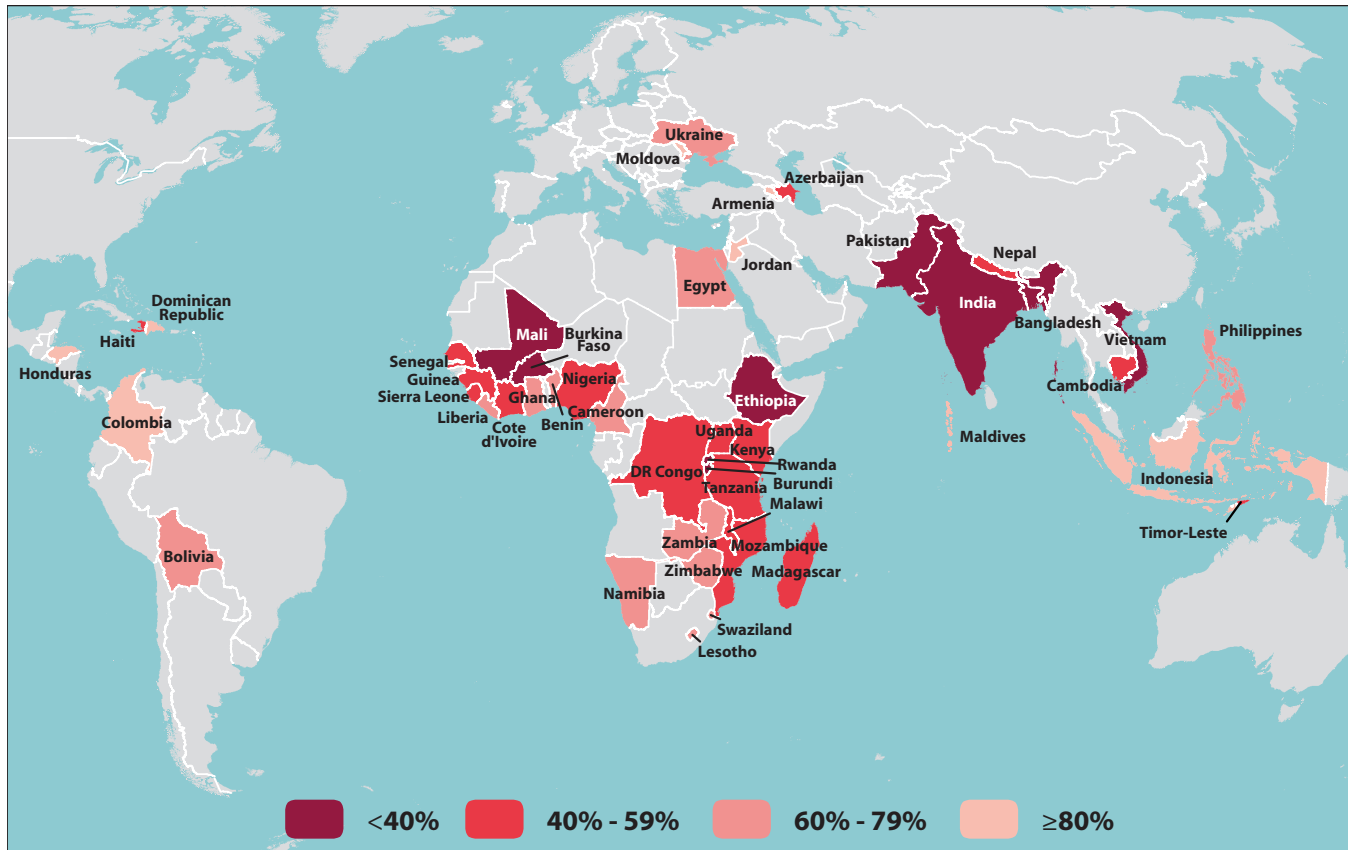 Ukraine
Moldova
Azerbaijan
Armenia
Pakistan
Nepal
Jordan
Egypt
India
Dominican
Republic
Bangladesh
Mali
Burkina
Faso
Philippines
Vietnam
Haiti
Senegal
Honduras
Guinea
Nigeria
Cambodia
Sierra Leone
Ghana
Ethiopia
Liberia
Cameroon
Colombia
Cote
d'Ivoire
Benin
Uganda
Maldives
Kenya
Rwanda
DR Congo
Burundi
Indonesia
Tanzania
Malawi
Timor-Leste
Zambia
Mozambique
Bolivia
Zimbabwe
Madagascar
Namibia
Swaziland
Lesotho
<40%
40% - 59%
60% - 79%
≥80%